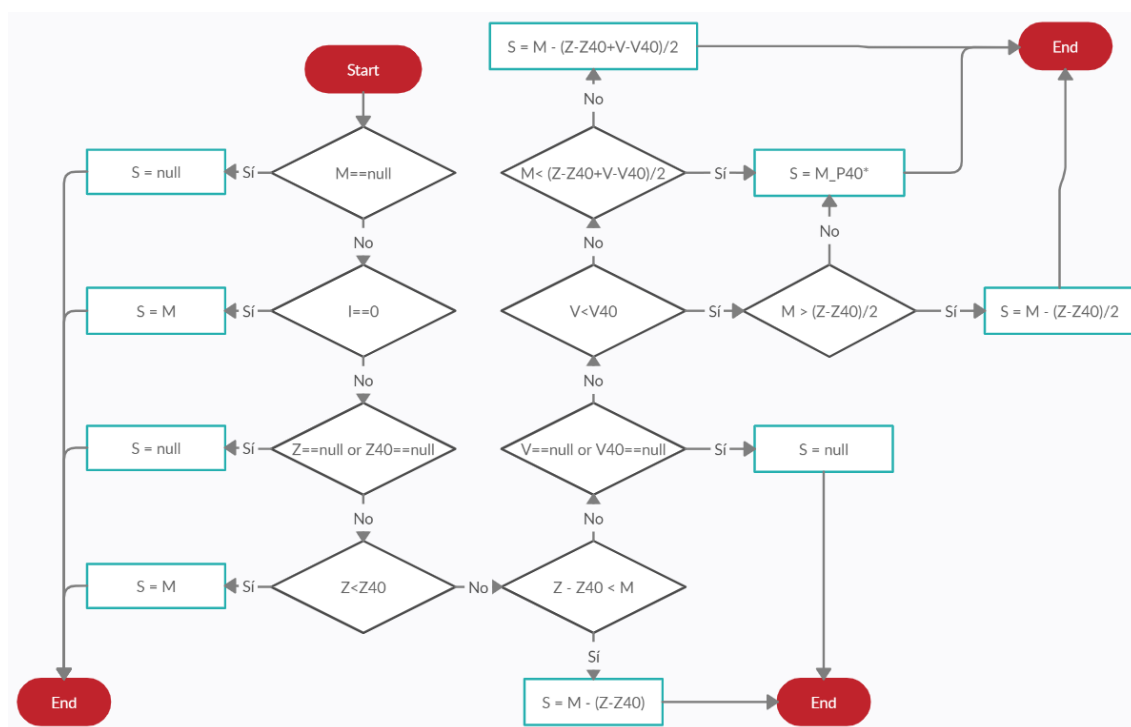 Start
M==null
Sí
S = null
No
I==0
Sí
S = M
No
Z==null or Z40==null
Sí
S = null
No
Z<Z40
Sí
S = M
End
No
Z - Z40 < M
Sí
S = M - (Z-Z40)
End
No
V==null or V40==null
Sí
S = null
No
V<V40
Sí
M > (Z-Z40)/2
Sí
S = M - (Z-Z40)/2
No
No
M< (Z-Z40+V-V40)/2
Sí
S = M_P40*
No
S = M - (Z-Z40+V-V40)/2
End